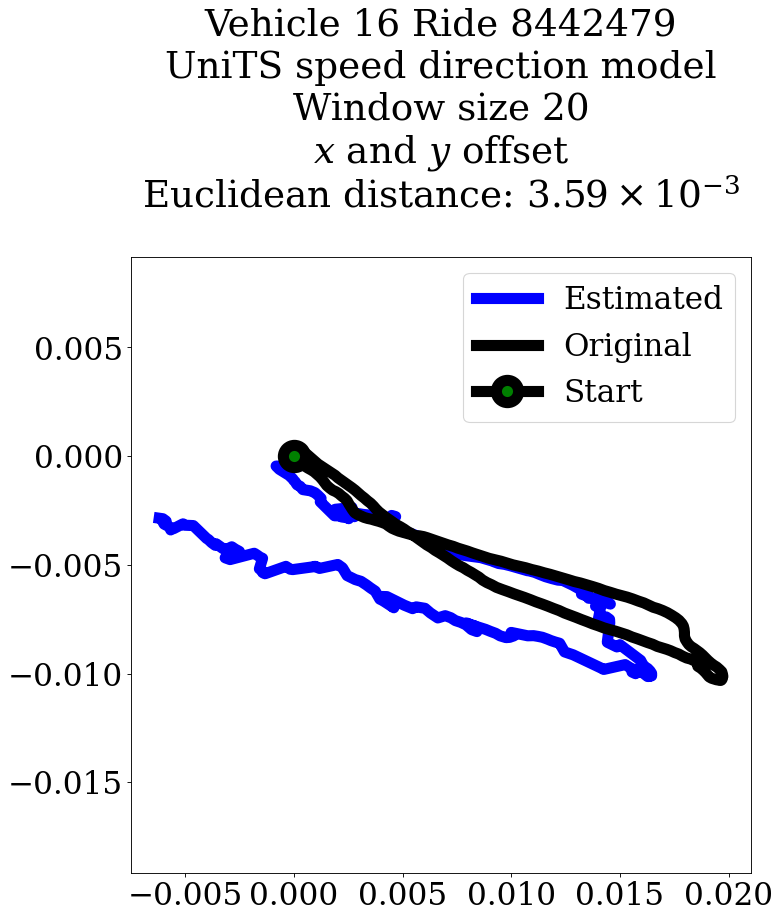 Vehicle 16 Ride 8442479
UniTS speed direction model
Window size 20
x and y offset
Euclidean distance: 3.59 × 10⁻³
Estimated
Original
Start
0.005
0.000
−0.005
−0.010
−0.015
−0.005 0.000 0.005 0.010 0.015 0.020